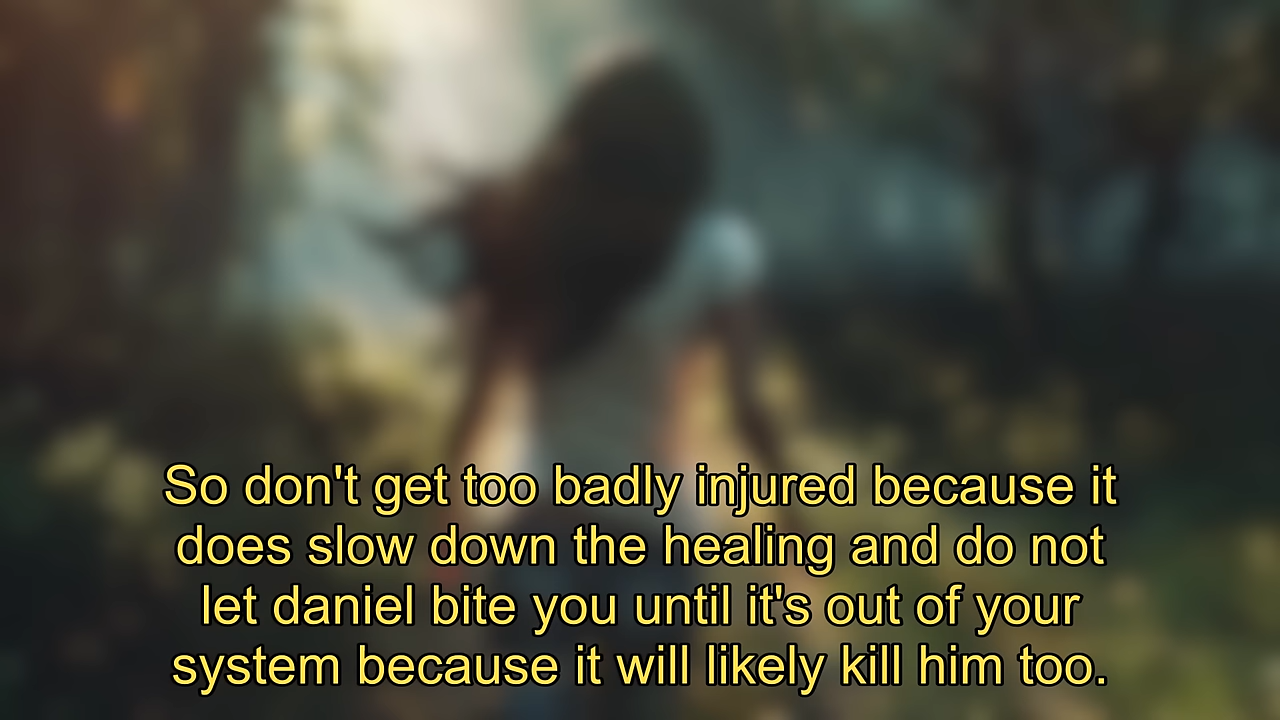 So don't get too badly injured because it
does slow down the healing and do not
let daniel bite you until it's out of your
system because it will likely kill him too.